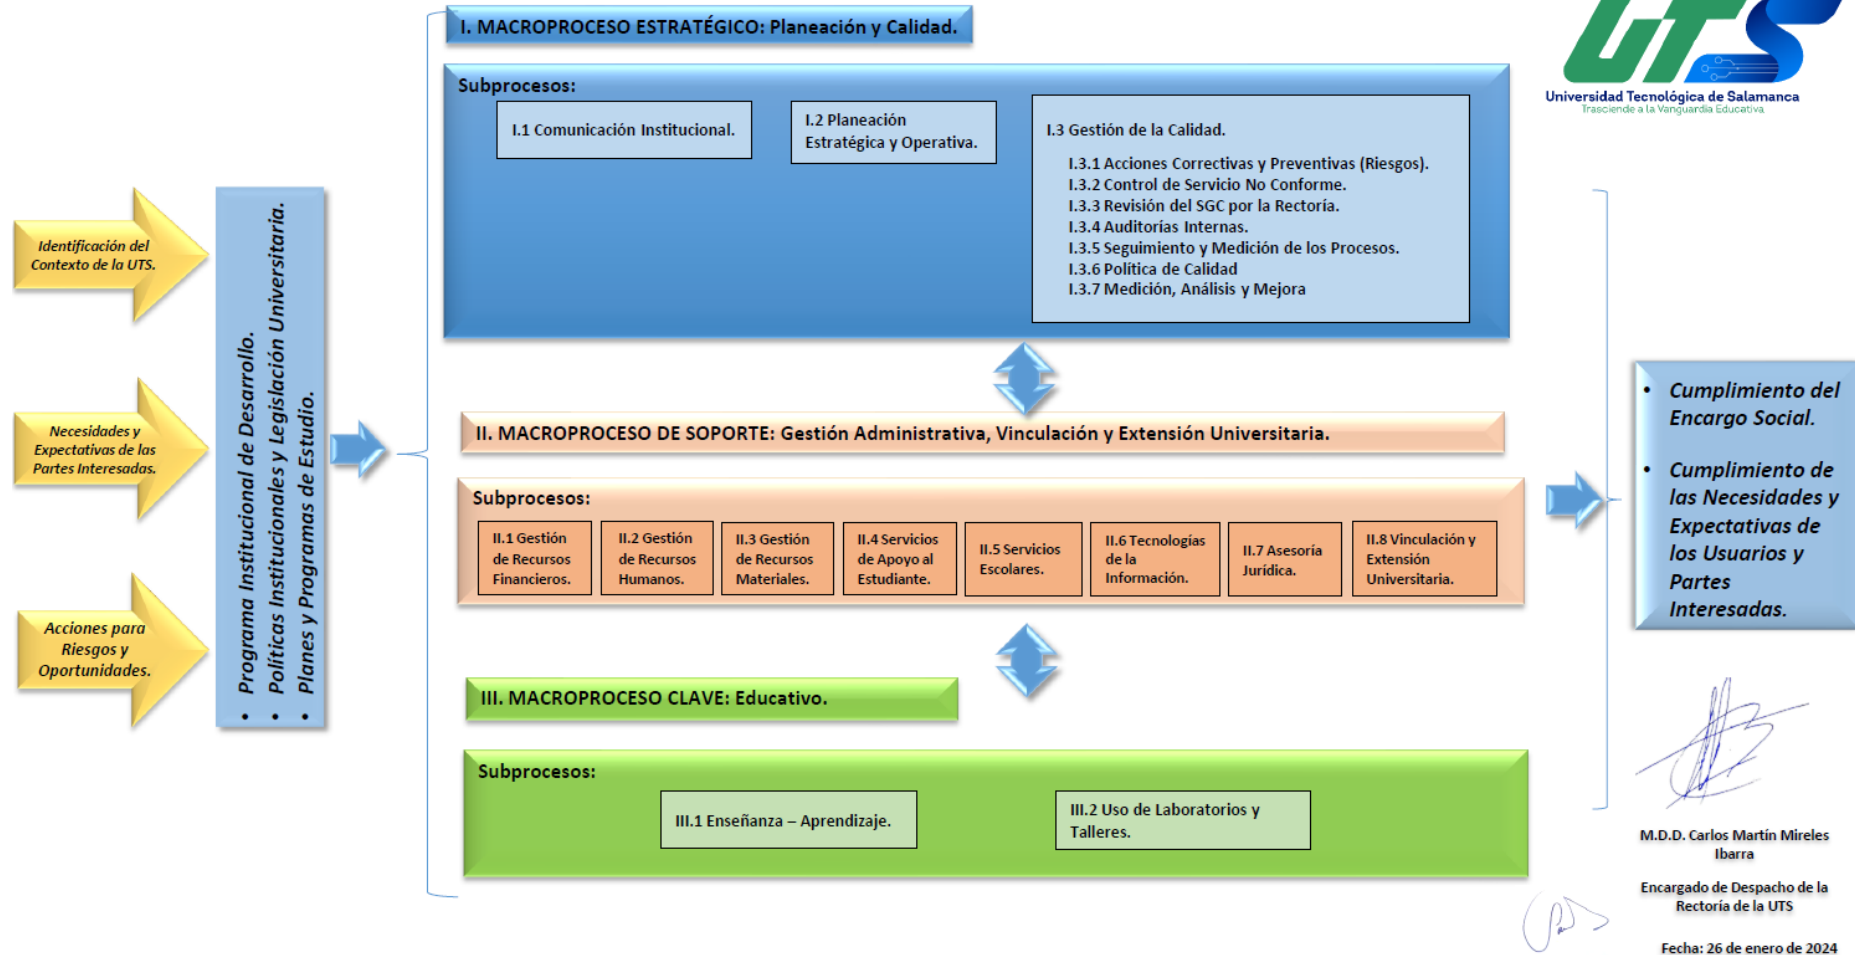 I. MACROPROCESO ESTRATÉGICO: Planeación y Calidad.
UTS
Universidad Tecnológica de Salamanca
Trasciende a la Vanguardia Educativa
Subprocesos:
I.1 Comunicación Institucional.
I.2 Planeación
Estratégica y Operativa.
I.3 Gestión de la Calidad.
I.3.1 Acciones Correctivas y Preventivas (Riesgos).
I.3.2 Control de Servicio No Conforme.
I.3.3 Revisión del SGC por la Rectoría.
I.3.4 Auditorías Internas.
I.3.5 Seguimiento y Medición de los Procesos.
I.3.6 Política de Calidad
I.3.7 Medición, Análisis y Mejora
Identificación del
Contexto de la UTS.
Necesidades y
Expectativas de las
Partes Interesadas.
Acciones para
Riesgos y
Oportunidades.
• Programa Institucional de Desarrollo.
• Políticas Institucionales y Legislación Universitaria.
• Planes y Programas de Estudio.
II. MACROPROCESO DE SOPORTE: Gestión Administrativa, Vinculación y Extensión Universitaria.
Subprocesos:
II.1 Gestión
de Recursos
Financieros.
II.2 Gestión
de Recursos
Humanos.
II.3 Gestión
de Recursos
Materiales.
II.4 Servicios
de Apoyo al
Estudiante.
II.5 Servicios
Escolares.
II.6 Tecnologías
de la
Información.
II.7 Asesoría
Jurídica.
II.8 Vinculación y
Extensión
Universitaria.
III. MACROPROCESO CLAVE: Educativo.
Subprocesos:
III.1 Enseñanza – Aprendizaje.
III.2 Uso de Laboratorios y
Talleres.
• Cumplimiento del
Encargo Social.
• Cumplimiento de
las Necesidades y
Expectativas de
los Usuarios y
Partes
Interesadas.
M.D.D. Carlos Martín Mireles
Ibarra
Encargado de Despacho de la
Rectoría de la UTS
Fecha: 26 de enero de 2024